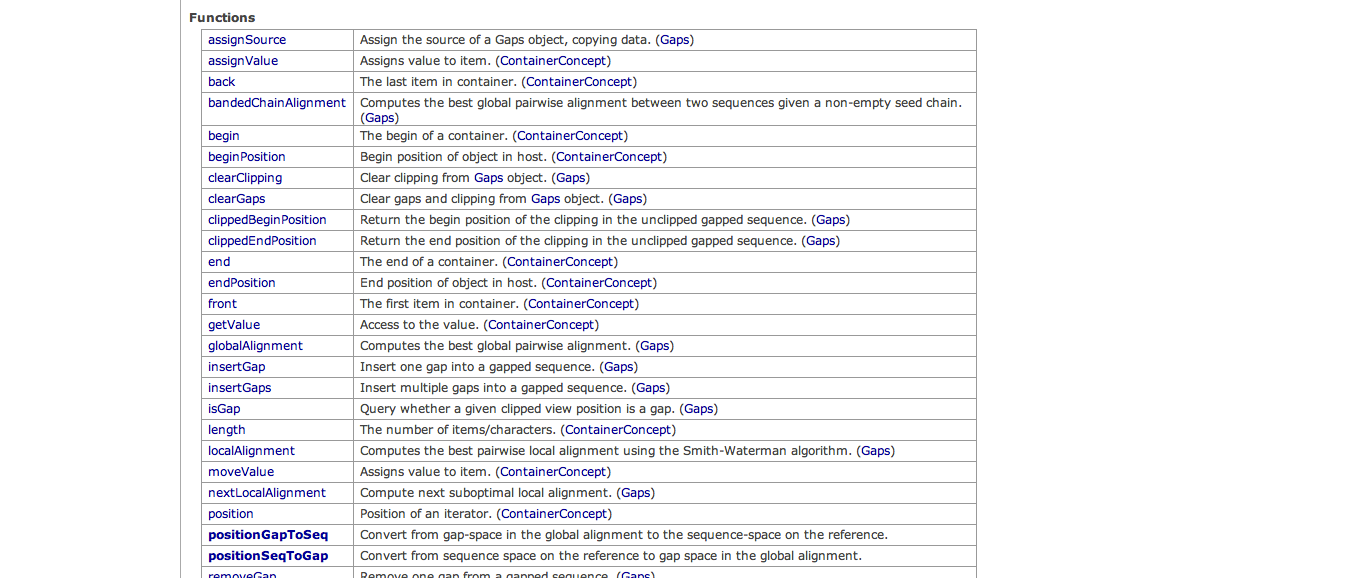 Functions
assignSource Assign the source of a Gaps object, copying data. (Gaps)
assignValue Assigns value to item. (ContainerConcept)
back The last item in container. (ContainerConcept)
bandedChainAlignment Computes the best global pairwise alignment between two sequences given a non-empty seed chain.
(Gaps)
begin The begin of a container. (ContainerConcept)
beginPosition Begin position of object in host. (ContainerConcept)
clearClipping Clear clipping from Gaps object. (Gaps)
clearGaps Clear gaps and clipping from Gaps object. (Gaps)
clippedBeginPosition Return the begin position of the clipping in the unclipped gapped sequence. (Gaps)
clippedEndPosition Return the end position of the clipping in the unclipped gapped sequence. (Gaps)
end The end of a container. (ContainerConcept)
endPosition End position of object in host. (ContainerConcept)
front The first item in container. (ContainerConcept)
getValue Access to the value. (ContainerConcept)
globalAlignment Computes the best global pairwise alignment. (Gaps)
insertGap Insert one gap into a gapped sequence. (Gaps)
insertGaps Insert multiple gaps into a gapped sequence. (Gaps)
isGap Query whether a given clipped view position is a gap. (Gaps)
length The number of items/characters. (ContainerConcept)
localAlignment Computes the best pairwise local alignment using the Smith-Waterman algorithm. (Gaps)
moveValue Assigns value to item. (ContainerConcept)
nextLocalAlignment Compute next suboptimal local alignment. (Gaps)
position Position of an iterator. (ContainerConcept)
positionGapToSeq Convert from gap-space in the global alignment to the sequence-space on the reference.
positionSeqToGap Convert from sequence space on the reference to gap space in the global alignment.
removeGap Remove one gap from a gapped sequence. (Gaps)